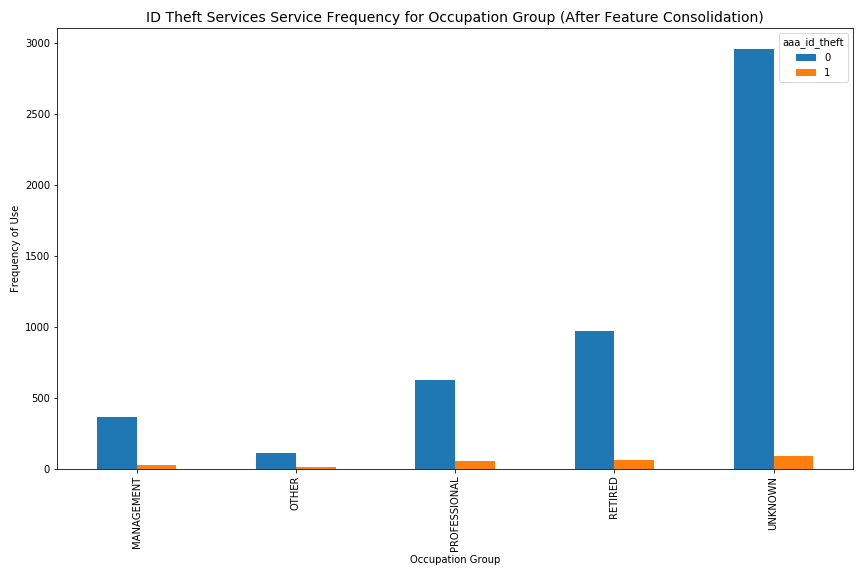 ID Theft Services Service Frequency for Occupation Group (After Feature Consolidation)
aaa_id_theft
0
1
Frequency of Use
3000
2500
2000
1500
1000
500
0
MANAGEMENT
OTHER
PROFESSIONAL
RETIRED
UNKNOWN
Occupation Group